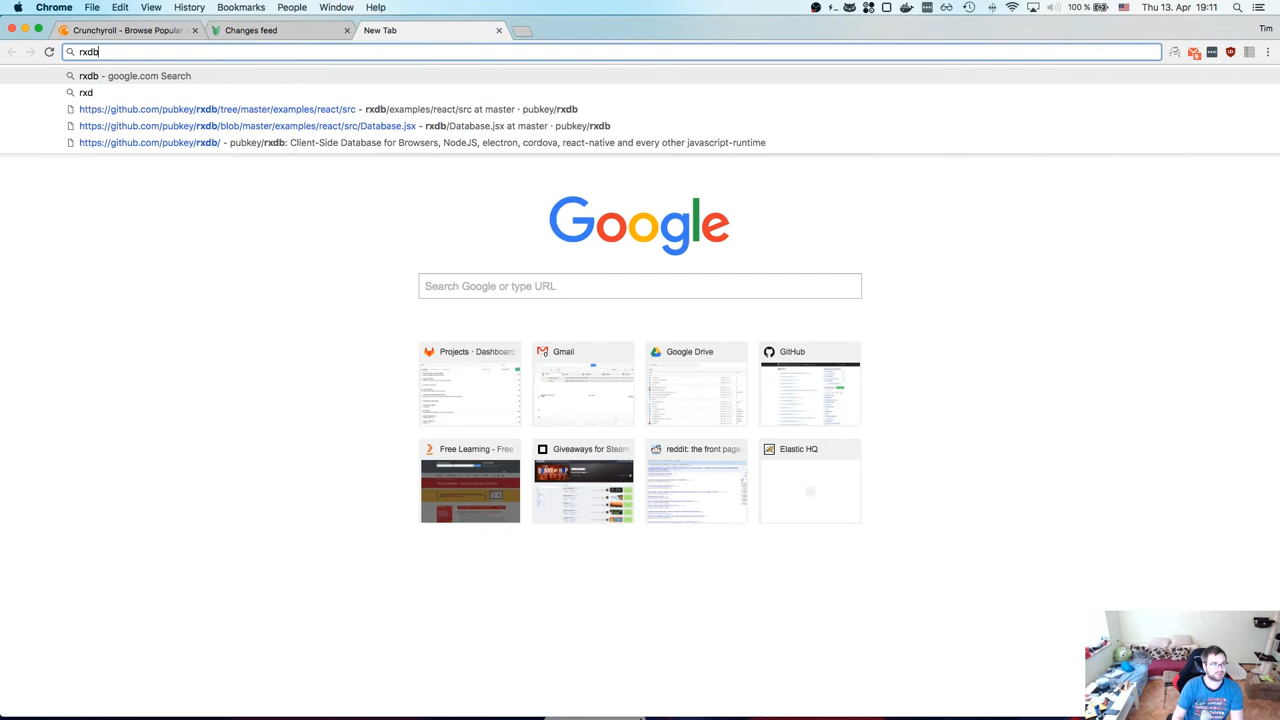 Chrome File Edit View History Bookmarks People Window Help 100 % Thu 13. Apr. 19:11
Crunchyroll - Browse Popular Changes feed New Tab Tim
rxdb
rxdb - google.com Search
rxd
https://github.com/pubkey/rxdb/tree/master/examples/react/src - rxdb/examples/react/src at master · pubkey/rxdb
https://github.com/pubkey/rxdb/blob/master/examples/react/src/Database.jsx - rxdb/Database.jsx at master · pubkey/rxdb
https://github.com/pubkey/rxdb/ - pubkey/rxdb: Client-Side Database for Browsers, NodeJS, electron, cordova, react-native and every other javascript-runtime
Google
Search Google or type URL
Projects · Dashboard Gmail Google Drive GitHub
Free Learning - Free Giveaways for Steam reddit: the front page Elastic HQ